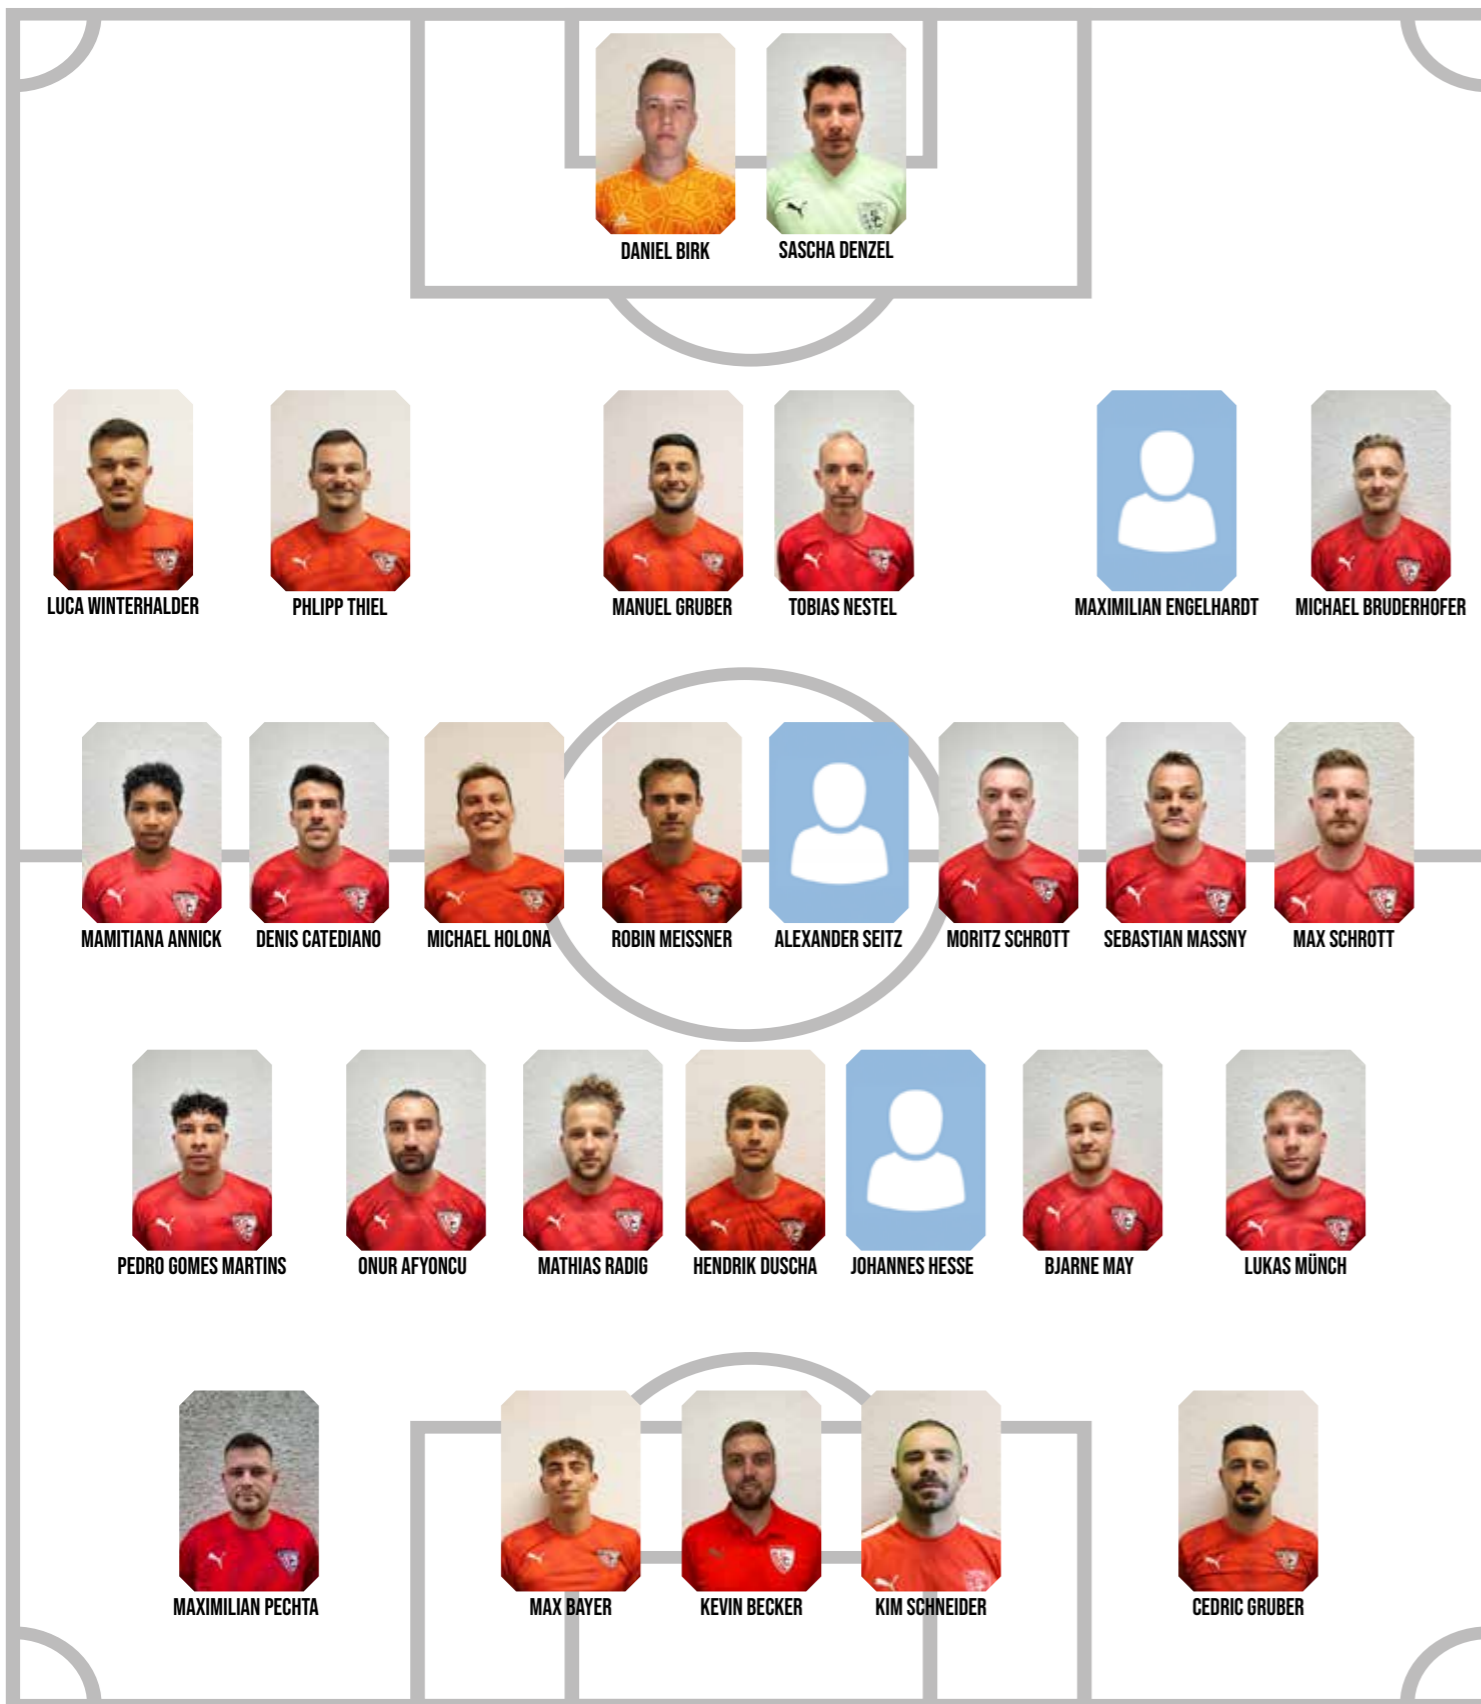 DANIEL BIRK
SASCHA DENZEL
LUCA WINTERHALDER
PHLIPP THIEL
MANUEL GRUBER
TOBIAS NESTEL
MAXIMILIAN ENGELHARDT
MICHAEL BRUDERHOFER
MAMITIANA ANNICK
DENIS CATEDIANO
MICHAEL HOLONA
ROBIN MEISSNER
ALEXANDER SEITZ
MORITZ SCHROTT
SEBASTIAN MASSNY
MAX SCHROTT
PEDRO GOMES MARTINS
ONUR AFYONCU
MATHIAS RADIG
HENDRIK DUSCHA
JOHANNES HESSE
BJARNE MAY
LUKAS MÜNCH
MAXIMILIAN PECHTA
MAX BAYER
KEVIN BECKER
KIM SCHNEIDER
CEDRIC GRUBER